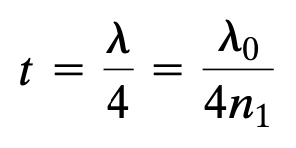 t = λ/4 = λ₀/4n₁